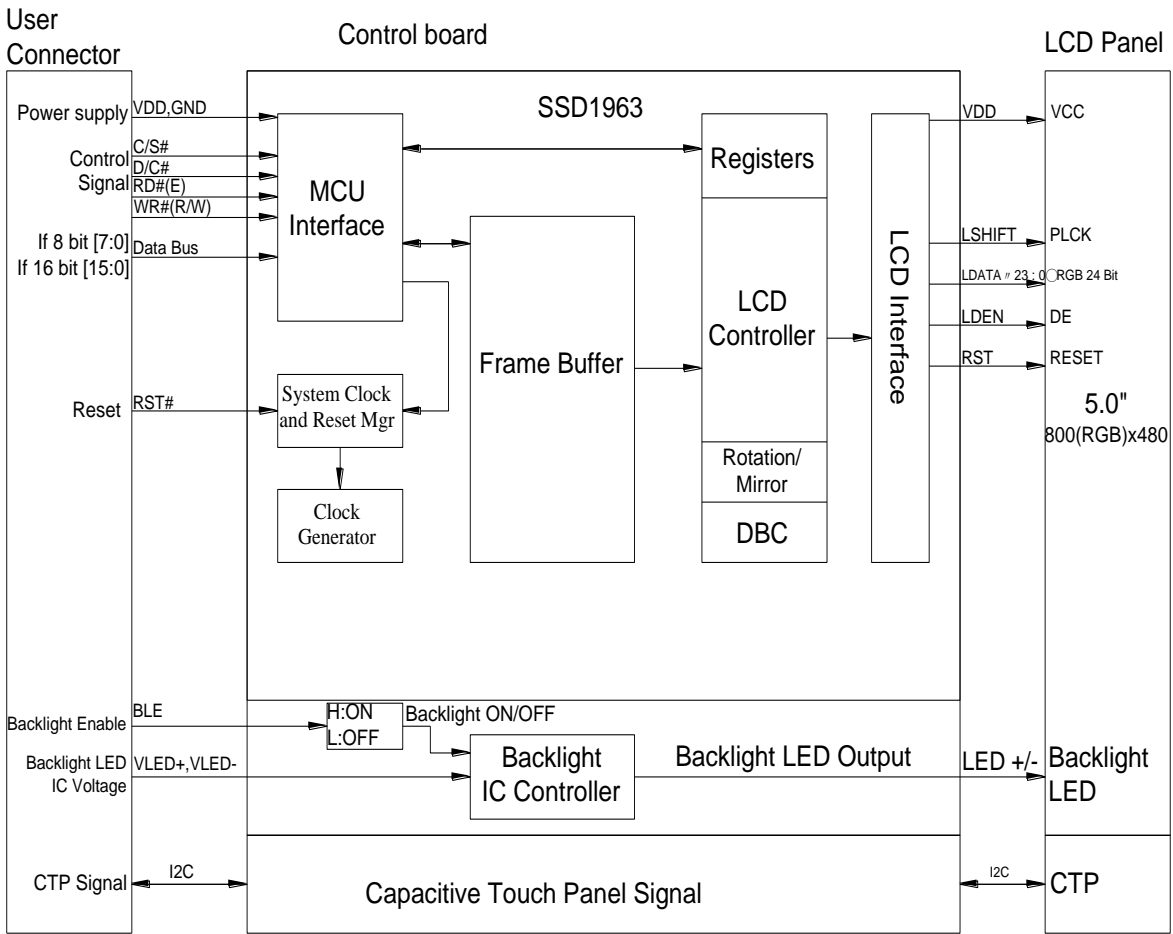 User
Connector
Control board
LCD Panel
SSD1963
Power supply
VDD,GND
Control
Signal
C/S#
D/C#
RD#(E)
WR#(R/W)
If 8 bit [7:0]
If 16 bit [15:0]
Data Bus
Reset
RST#
MCU
Interface
System Clock
and Reset Mgr
Clock
Generator
Frame Buffer
Registers
LCD
Controller
Rotation/
Mirror
DBC
LCD Interface
VDD
VCC
LSHIFT
PLCK
LDATA〃23 : 0○RGB 24 Bit
LDEN
DE
RST
RESET
5.0"
800(RGB)x480
Backlight Enable
BLE
H:ON
L:OFF
Backlight ON/OFF
Backlight LED
IC Voltage
VLED+,VLED-
Backlight
IC Controller
Backlight LED Output
LED +/-
Backlight
LED
CTP Signal
I2C
Capacitive Touch Panel Signal
I2C
CTP